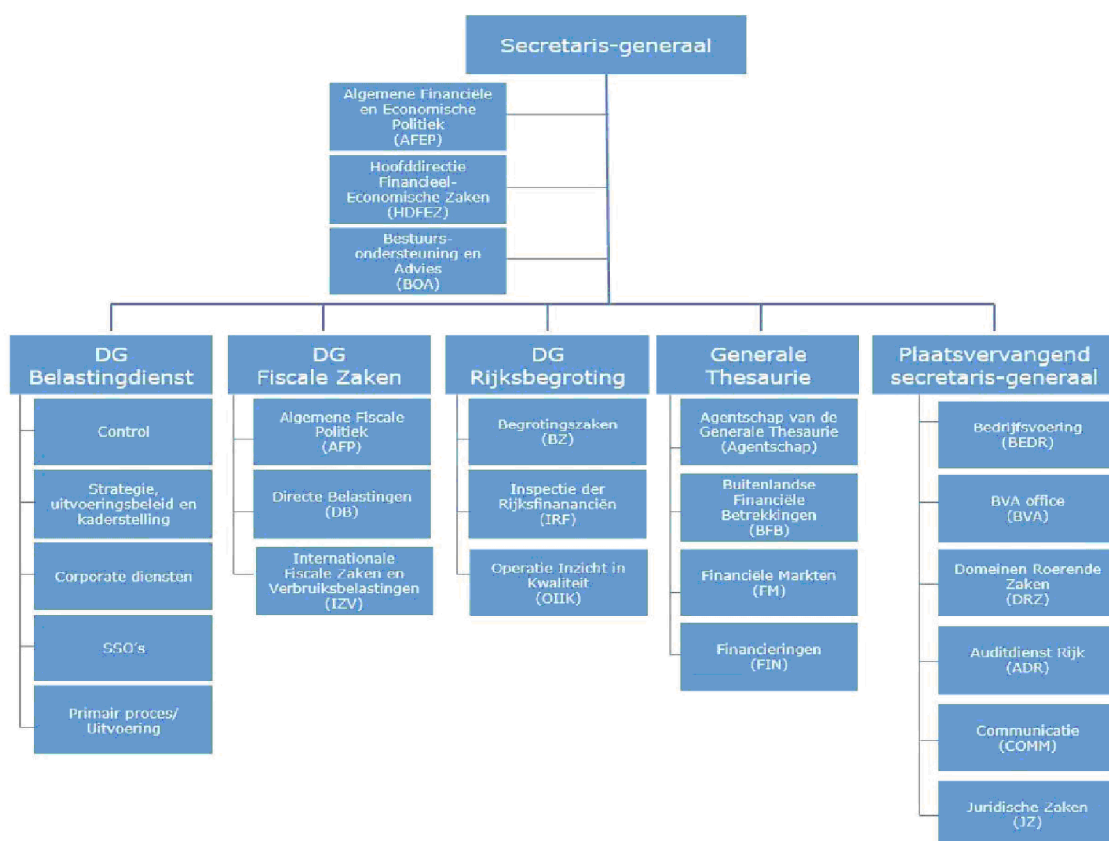 Secretaris-generaal
Algemene Financiële
en Economische
Politiek
(AFEP)
Hoofddirectie
Financieel-
Economische Zaken
(HDFEZ)
Bestuurs-
ondersteuning en
Advies
(BOA)
DG
Belastingdienst
Control
Strategie,
uitvoeringsbeleid en
kaderstelling
Corporate diensten
SSO's
Primair proces/
Uitvoering
DG
Fiscale Zaken
Algemene Fiscale
Politiek
(AFP)
Directe Belastingen
(DB)
Internationale
Fiscale Zaken en
Verbruiksbelastingen
(IZV)
DG
Rijksbegroting
Begrotingszaken
(BZ)
Inspectie der
Rijksfinananciën
(IRF)
Operatie Inzicht in
Kwaliteit
(OIIK)
Generale
Thesaurie
Agentschap van de
Generale Thesaurie
(Agentschap)
Buitenlandse
Financiële
Betrekkingen
(BFB)
Financiële Markten
(FM)
Financieringen
(FIN)
Plaatsvervangend
secretaris-generaal
Bedrijfsvoering
(BEDR)
BVA office
(BVA)
Domeinen Roerende
Zaken
(DRZ)
Auditdienst Rijk
(ADR)
Communicatie
(COMM)
Juridische Zaken
(JZ)